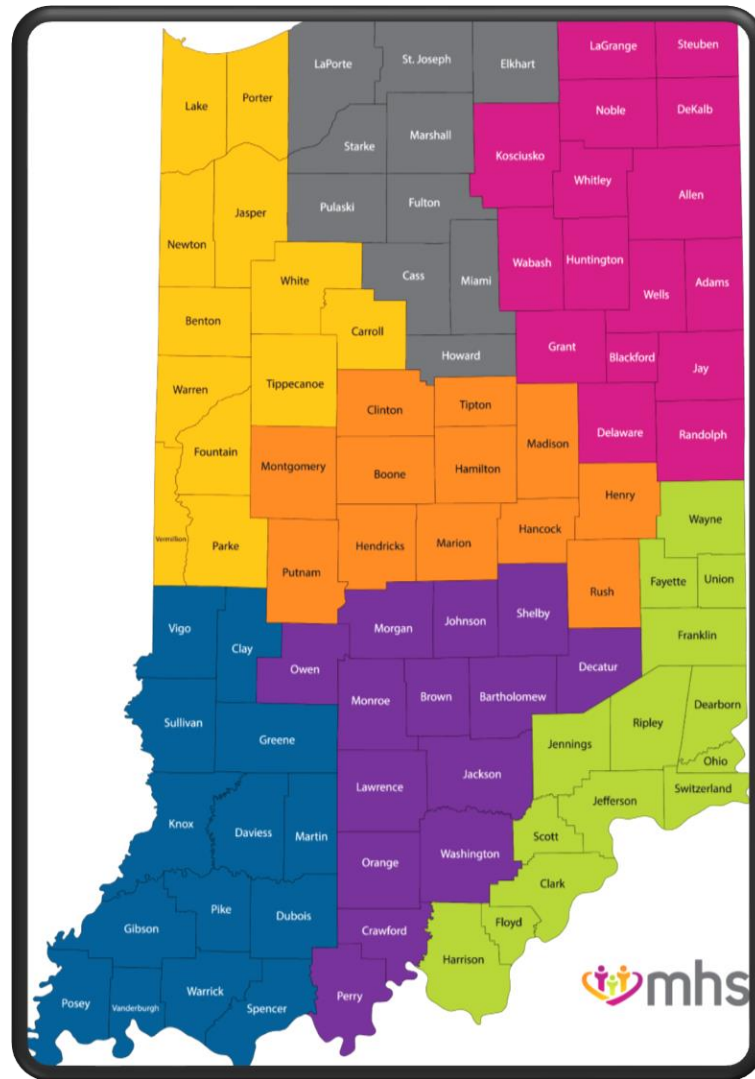 LaGrange
Steuben
LaPorte
St. Joseph
Elkhart
Lake
Porter
Noble
DeKalb
Starke
Marshall
Kosciusko
Whitley
Allen
Pulaski
Fulton
Newton
Jasper
Wabash
Huntington
White
Cass
Miami
Wells
Adams
Benton
Carroll
Howard
Grant
Blackford
Jay
Warren
Tippecanoe
Clinton
Tipton
Delaware
Randolph
Fountain
Montgomery
Boone
Hamilton
Madison
Henry
Wayne
Vermillion
Parke
Putnam
Hendricks
Marion
Hancock
Rush
Fayette
Union
Vigo
Clay
Owen
Morgan
Johnson
Shelby
Decatur
Franklin
Sullivan
Greene
Monroe
Brown
Bartholomew
Jennings
Ripley
Dearborn
Ohio
Switzerland
Knox
Daviess
Martin
Lawrence
Jackson
Jefferson
Scott
Orange
Washington
Clark
Gibson
Pike
Dubois
Crawford
Floyd
Harrison
Posey
Vanderburgh
Warrick
Spencer
Perry
mhs